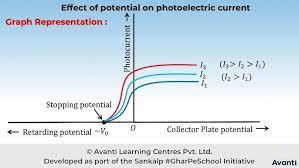 Effect of potential on photoelectric current
Graph Representation :
Photocurrent
I₃ (I₃ > I₂ > I₁)
I₂ (I₂ > I₁)
I₁
Stopping potential
Retarding potential −V₀ O Collector Plate potential
© Avanti Learning Centres Pvt. Ltd.
Developed as part of the Sankalp #GharPeSchool Initiative
Avanti